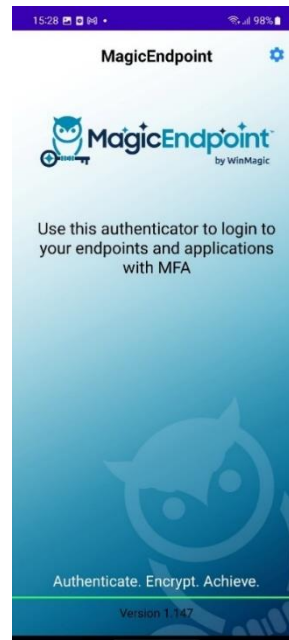 15:28 98%
MagicEndpoint
MagicEndpoint
by WinMagic
Use this authenticator to login to
your endpoints and applications
with MFA
Authenticate. Encrypt. Achieve.
Version 1.147